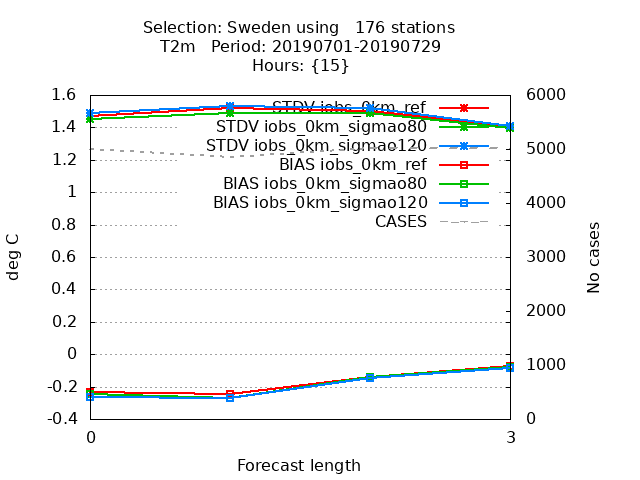 Selection: Sweden using   176 stations
T2m   Period: 20190701-20190729
Hours: {15}
1.6
1.4
1.2
1
0.8
0.6
0.4
0.2
0
-0.2
-0.4
deg C
STDV iobs_0km_ref
STDV iobs_0km_sigmao80
STDV iobs_0km_sigmao120
BIAS iobs_0km_ref
BIAS iobs_0km_sigmao80
BIAS iobs_0km_sigmao120
CASES
6000
5000
4000
3000
2000
1000
0
No cases
0
3
Forecast length